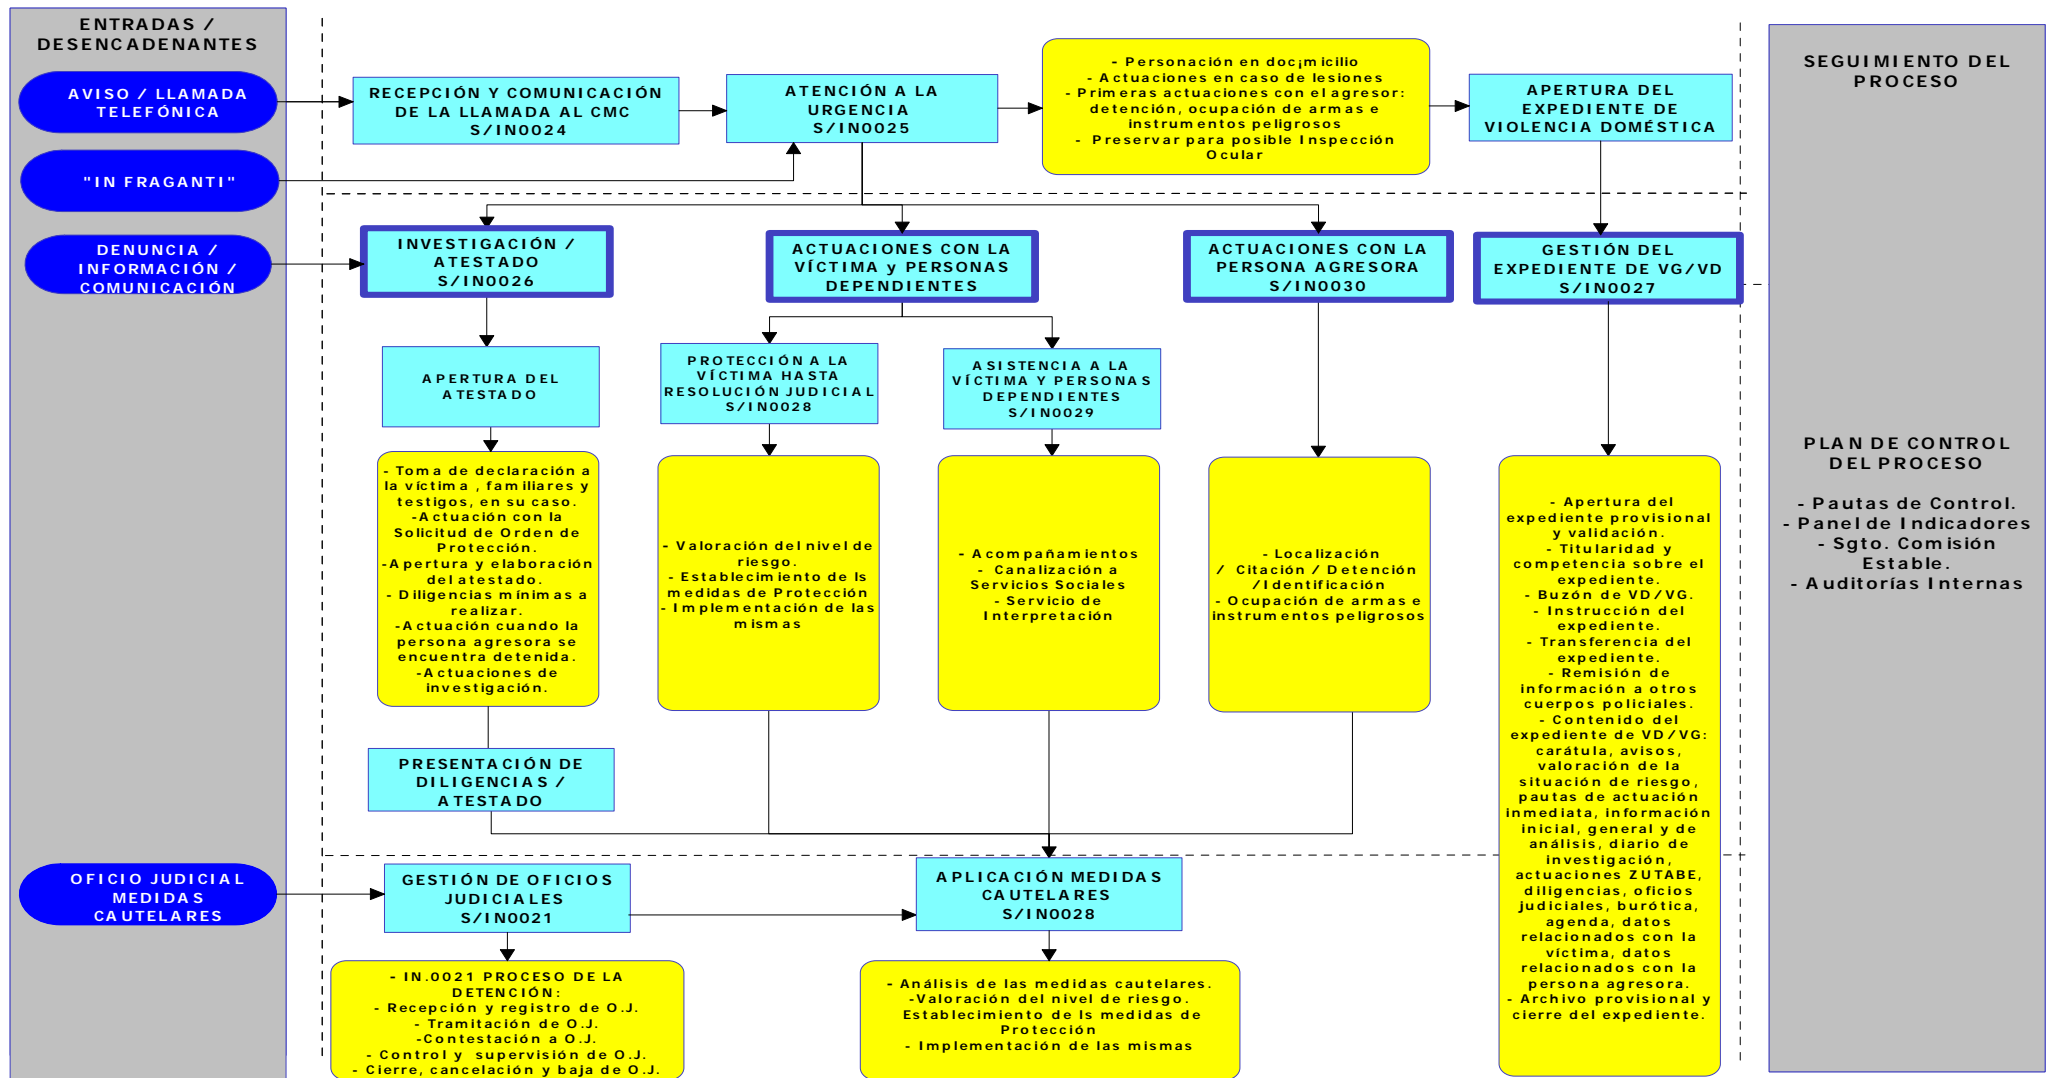 ENTRADAS /
DESENCADENANTES
AVISO / LLAMADA
TELEFÓNICA
"IN FRAGANTI"
DENUNCIA /
INFORMACIÓN /
COMUNICACIÓN
OFICIO JUDICIAL
MEDIDAS
CAUTELARES
RECEPCIÓN Y COMUNICACIÓN
DE LA LLAMADA AL CMC
S/IN0024
ATENCIÓN A LA
URGENCIA
S/IN0025
- Personación en doc¡micilio
- Actuaciones en caso de lesiones
- Primeras actuaciones con el agresor:
detención, ocupación de armas e
instrumentos peligrosos
- Preservar para posible Inspección
Ocular
APERTURA DEL
EXPEDIENTE DE
VIOLENCIA DOMÉSTICA
INVESTIGACIÓN /
ATESTADO
S/IN0026
ACTUACIONES CON LA
VÍCTIMA y PERSONAS
DEPENDIENTES
ACTUACIONES CON LA
PERSONA AGRESORA
S/IN0030
GESTIÓN DEL
EXPEDIENTE DE VG/VD
S/IN0027
APERTURA DEL
ATESTADO
PROTECCIÓN A LA
VÍCTIMA HASTA
RESOLUCIÓN JUDICIAL
S/IN0028
ASISTENCIA A LA
VÍCTIMA Y PERSONAS
DEPENDIENTES
S/IN0029
- Toma de declaración a
la víctima , familiares y
testigos, en su caso.
-Actuación con la
Solicitud de Orden de
Protección.
-Apertura y elaboración
del atestado.
- Diligencias mínimas a
realizar.
-Actuación cuando la
persona agresora se
encuentra detenida.
-Actuaciones de
investigación.
- Valoración del nivel de
riesgo.
- Establecimiento de ls
medidas de Protección
- Implementación de las
mismas
- Acompañamientos
- Canalización a
Servicios Sociales
- Servicio de
Interpretación
- Localización
/ Citación / Detención
/Identificación
- Ocupación de armas e
instrumentos peligrosos
- Apertura del
expediente provisional
y validación.
- Titularidad y
competencia sobre el
expediente.
- Buzón de VD/VG.
- Instrucción del
expediente.
- Transferencia del
expediente.
- Remisión de
información a otros
cuerpos policiales.
- Contenido del
expediente de VD/VG:
carátula, avisos,
valoración de la
situación de riesgo,
pautas de actuación
inmediata, información
inicial, general y de
análisis, diario de
investigación,
actuaciones ZUTABE,
diligencias, oficios
judiciales, burótica,
agenda, datos
relacionados con la
víctima, datos
relacionados con la
persona agresora.
- Archivo provisional y
cierre del expediente.
PRESENTACIÓN DE
DILIGENCIAS /
ATESTADO
GESTIÓN DE OFICIOS
JUDICIALES
S/IN0021
APLICACIÓN MEDIDAS
CAUTELARES
S/IN0028
- IN.0021 PROCESO DE LA
DETENCIÓN:
- Recepción y registro de O.J.
- Tramitación de O.J.
-Contestación a O.J.
- Control y supervisión de O.J.
- Cierre, cancelación y baja de O.J.
- Análisis de las medidas cautelares.
-Valoración del nivel de riesgo.
Establecimiento de ls medidas de
Protección
- Implementación de las mismas
SEGUIMIENTO DEL
PROCESO
PLAN DE CONTROL
DEL PROCESO
- Pautas de Control.
- Panel de Indicadores
- Sgto. Comisión
Estable.
- Auditorías Internas